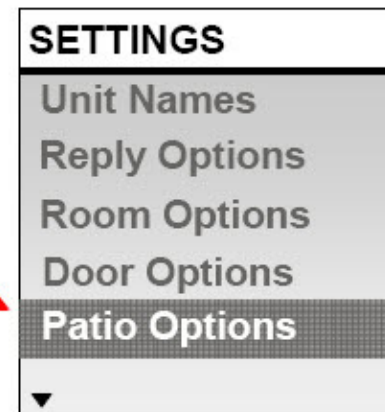 SETTINGS
Unit Names
Reply Options
Room Options
Door Options
Patio Options